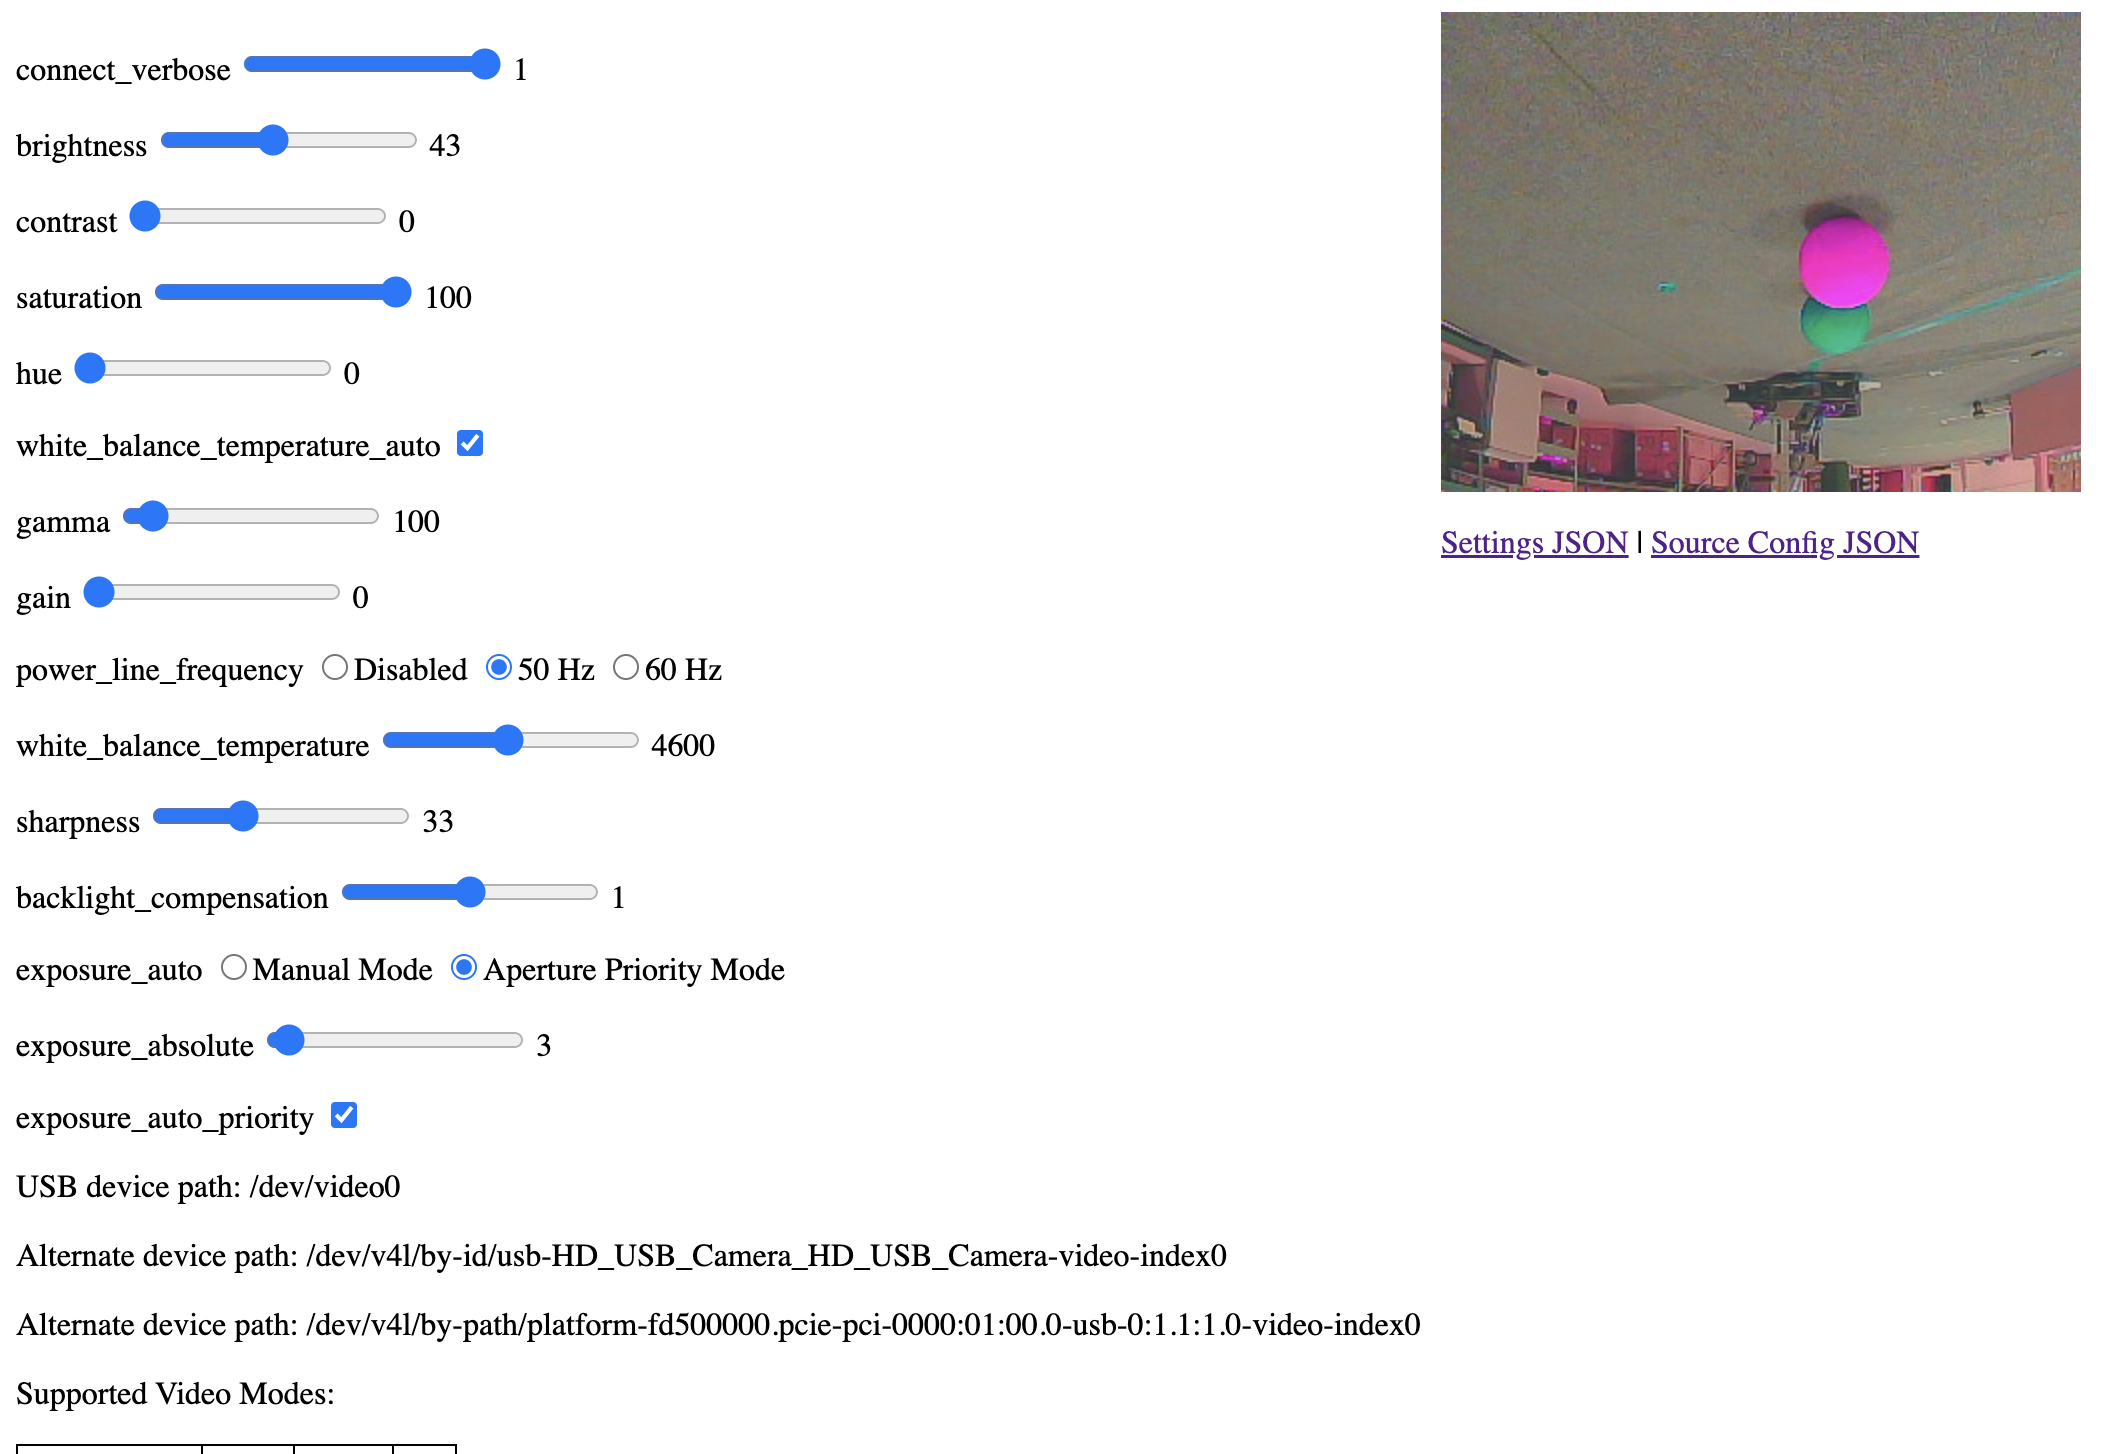 connect_verbose 1
brightness 43
contrast 0
saturation 100
hue 0
white_balance_temperature_auto
gamma 100
gain 0
power_line_frequency Disabled 50 Hz 60 Hz
white_balance_temperature 4600
sharpness 33
backlight_compensation 1
exposure_auto Manual Mode Aperture Priority Mode
exposure_absolute 3
exposure_auto_priority
USB device path: /dev/video0
Alternate device path: /dev/v4l/by-id/usb-HD_USB_Camera_HD_USB_Camera-video-index0
Alternate device path: /dev/v4l/by-path/platform-fd500000.pcie-pci-0000:01:00.0-usb-0:1.1:1.0-video-index0
Supported Video Modes:
Settings JSON | Source Config JSON